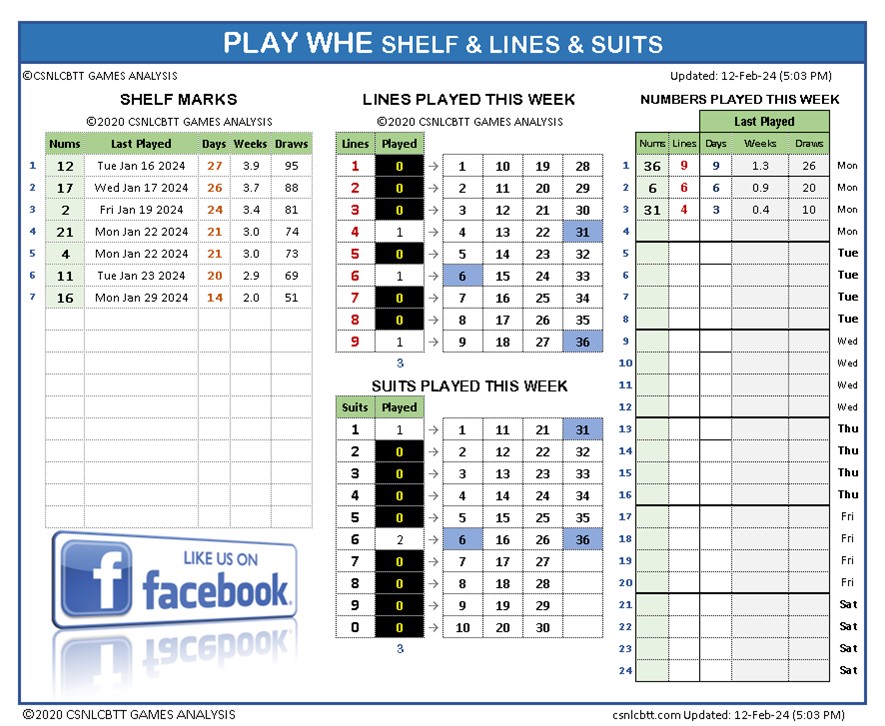 PLAY WHE SHELF & LINES & SUITS
©CSNLCBTT GAMES ANALYSIS
Updated: 12-Feb-24 (5:03 PM)
SHELF MARKS
©2020 CSNLCBTT GAMES ANALYSIS
Nums Last Played Days Weeks Draws
1 12 Tue Jan 16 2024 27 3.9 95
2 17 Wed Jan 17 2024 26 3.7 88
3 2 Fri Jan 19 2024 24 3.4 81
4 21 Mon Jan 22 2024 21 3.0 74
5 4 Mon Jan 22 2024 21 3.0 73
6 11 Tue Jan 23 2024 20 2.9 69
7 16 Mon Jan 29 2024 14 2.0 51
LIKE US ON
facebook
LINES PLAYED THIS WEEK
©2020 CSNLCBTT GAMES ANALYSIS
Lines Played
1 0 → 1 10 19 28
2 0 → 2 11 20 29
3 0 → 3 12 21 30
4 1 → 4 13 22 31
5 0 → 5 14 23 32
6 1 → 6 15 24 33
7 0 → 7 16 25 34
8 0 → 8 17 26 35
9 1 → 9 18 27 36
3
SUITS PLAYED THIS WEEK
Suits Played
1 1 → 1 11 21 31
2 0 → 2 12 22 32
3 0 → 3 13 23 33
4 0 → 4 14 24 34
5 0 → 5 15 25 35
6 2 → 6 16 26 36
7 0 → 7 17 27
8 0 → 8 18 28
9 0 → 9 19 29
0 0 → 10 20 30
3
NUMBERS PLAYED THIS WEEK
Last Played
Nums Lines Days Weeks Draws
1 36 9 9 1.3 26 Mon
2 6 6 6 0.9 20 Mon
3 31 4 3 0.4 10 Mon
4 Mon
5 Tue
6 Tue
7 Tue
8 Tue
9 Wed
10 Wed
11 Wed
12 Wed
13 Thu
14 Thu
15 Thu
16 Thu
17 Fri
18 Fri
19 Fri
20 Fri
21 Sat
22 Sat
23 Sat
24 Sat
©2020 CSNLCBTT GAMES ANALYSIS
csnlcbtt.com Updated: 12-Feb-24 (5:03 PM)